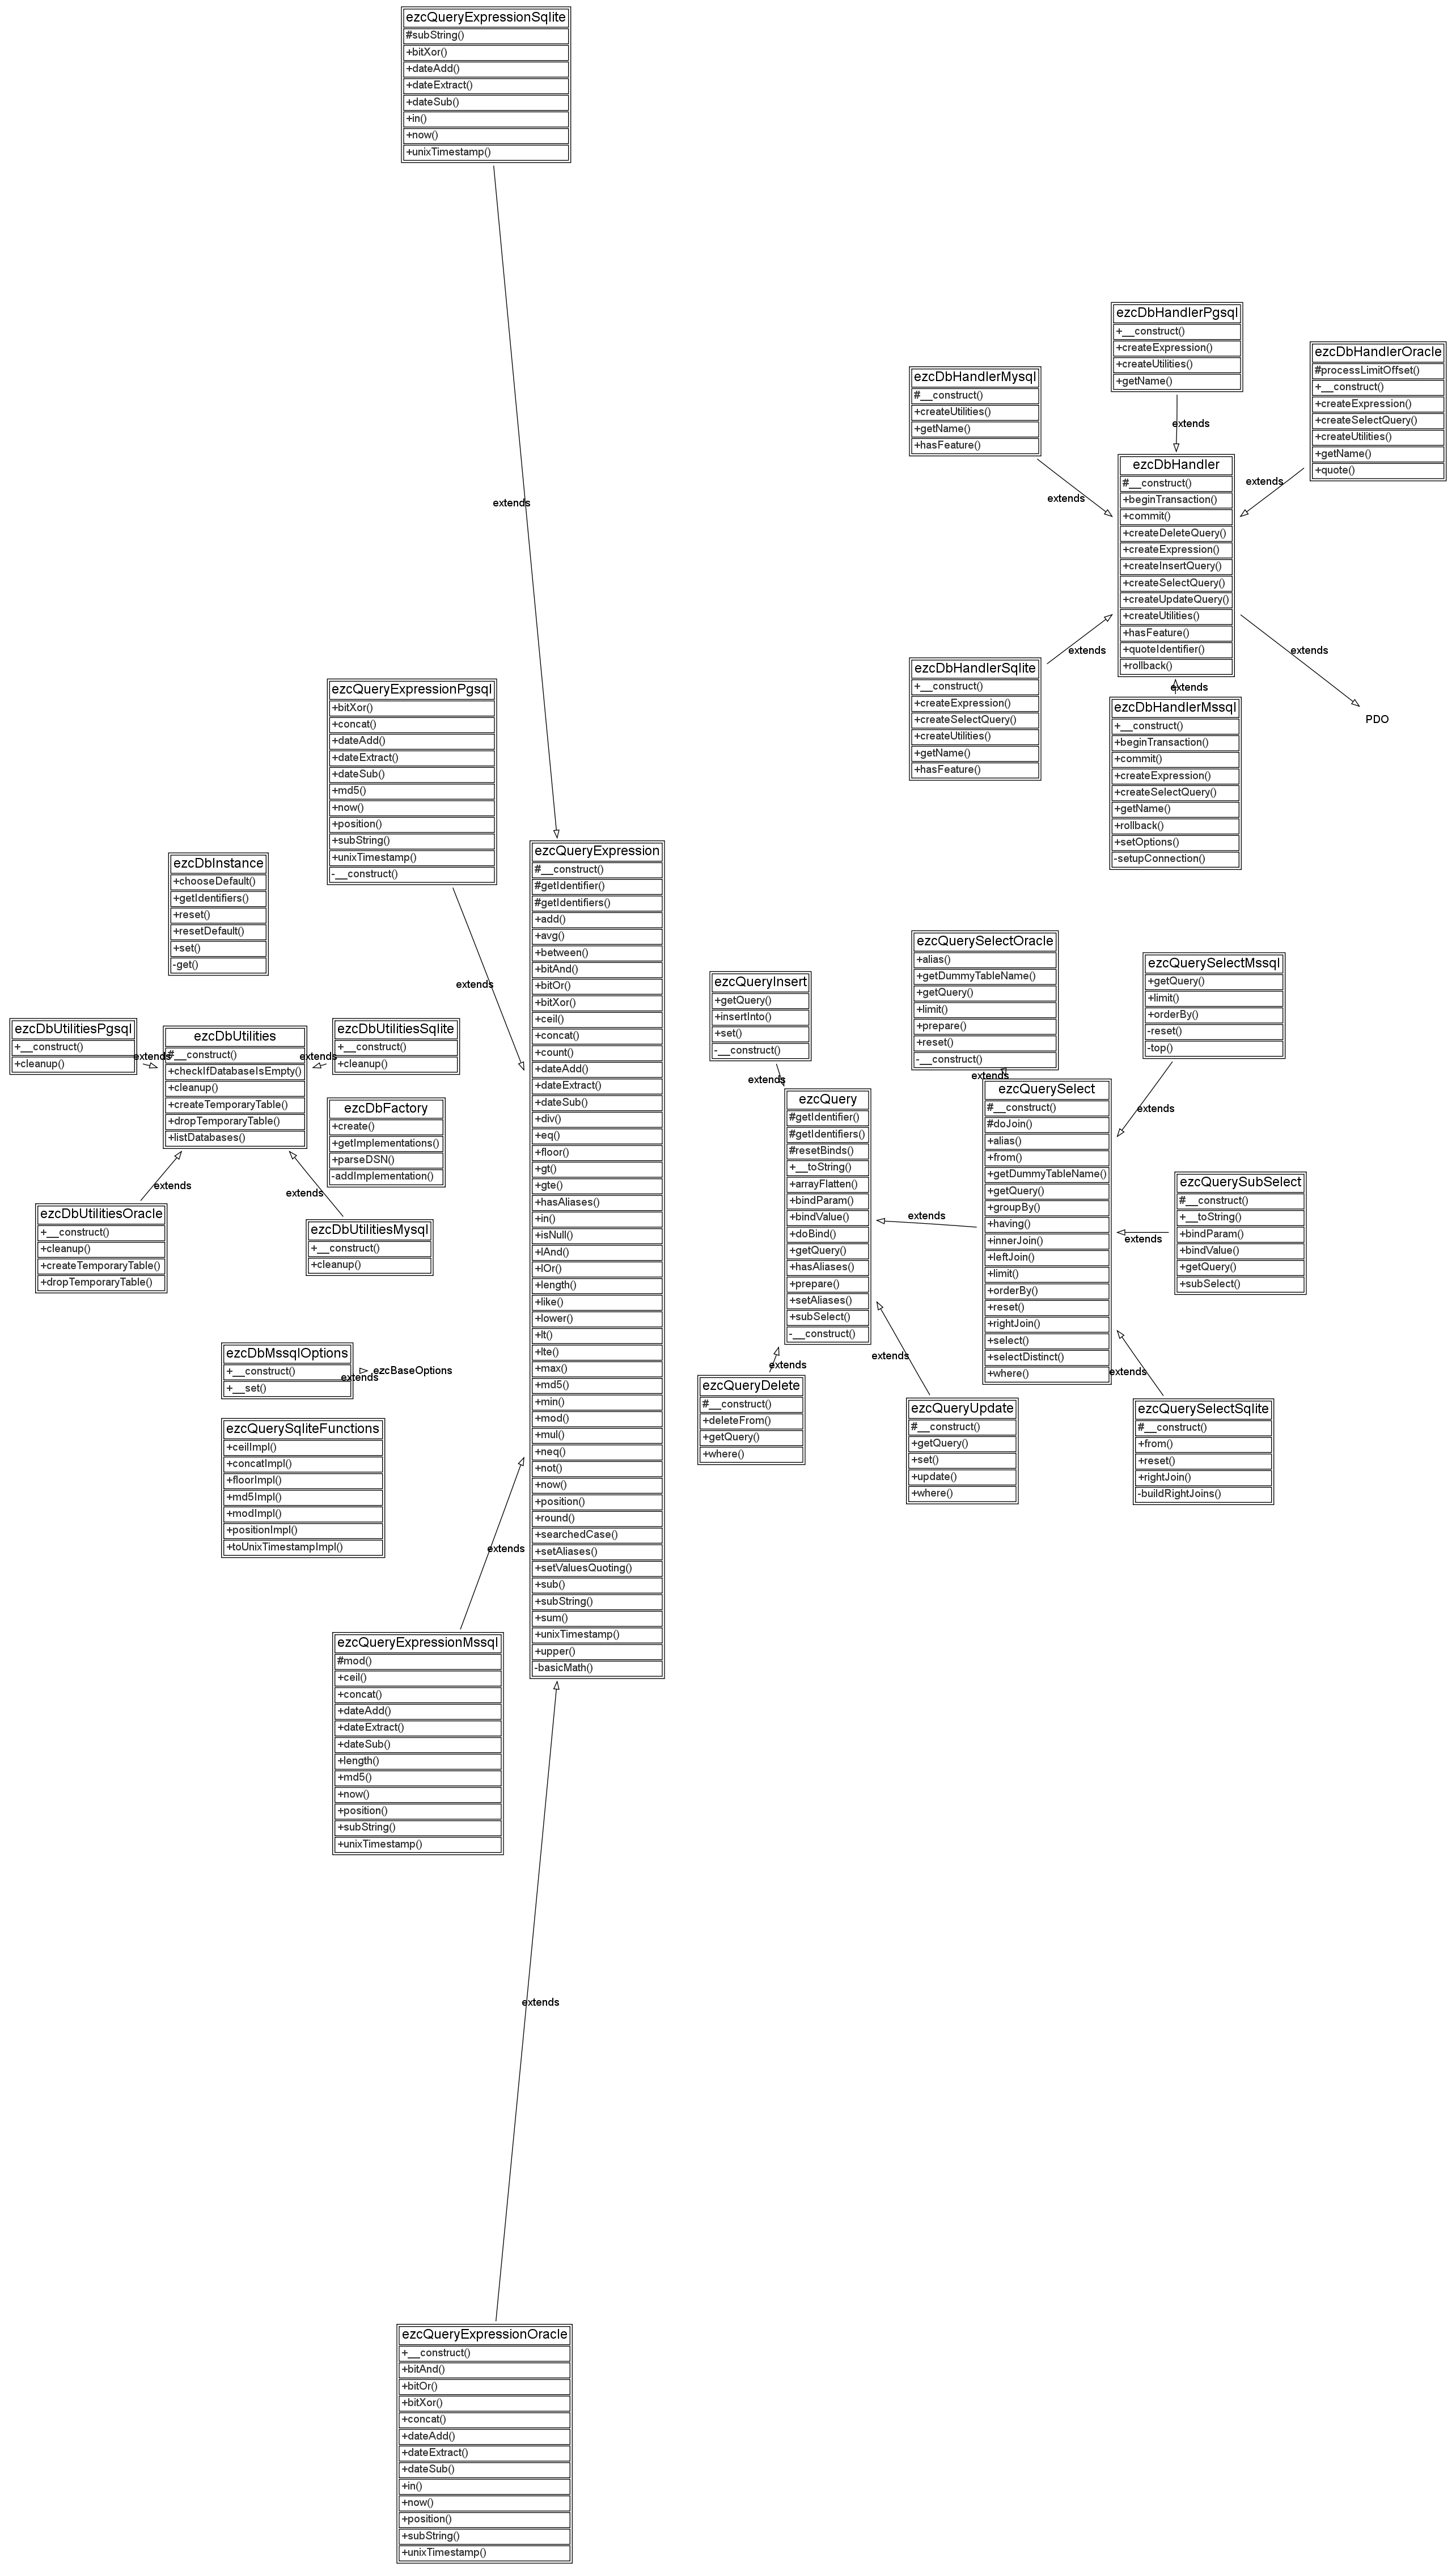 ezcQueryExpressionSqlite
#subString()
+bitXor()
+dateAdd()
+dateExtract()
+dateSub()
+in()
+now()
+unixTimestamp()
extends
ezcDbHandlerPgsql
+__construct()
+createExpression()
+createUtilities()
+getName()
extends
ezcDbHandlerOracle
#processLimitOffset()
+__construct()
+createExpression()
+createSelectQuery()
+createUtilities()
+getName()
+quote()
extends
ezcDbHandlerMysql
#__construct()
+createUtilities()
+getName()
+hasFeature()
extends
ezcDbHandler
#__construct()
+beginTransaction()
+commit()
+createDeleteQuery()
+createExpression()
+createInsertQuery()
+createSelectQuery()
+createUpdateQuery()
+createUtilities()
+hasFeature()
+quoteIdentifier()
+rollback()
extends
PDO
ezcDbHandlerSqlite
+__construct()
+createExpression()
+createSelectQuery()
+createUtilities()
+getName()
+hasFeature()
extends
extends
ezcDbHandlerMssql
+__construct()
+beginTransaction()
+commit()
+createExpression()
+createSelectQuery()
+getName()
+rollback()
+setOptions()
-setupConnection()
ezcQueryExpressionPgsql
+bitXor()
+concat()
+dateAdd()
+dateExtract()
+dateSub()
+md5()
+now()
+position()
+subString()
+unixTimestamp()
-__construct()
extends
ezcQueryExpression
#__construct()
#getIdentifier()
#getIdentifiers()
+add()
+avg()
+between()
+bitAnd()
+bitOr()
+bitXor()
+ceil()
+concat()
+count()
+dateAdd()
+dateExtract()
+dateSub()
+div()
+eq()
+floor()
+gt()
+gte()
+hasAliases()
+in()
+isNull()
+lAnd()
+lOr()
+length()
+like()
+lower()
+lt()
+lte()
+max()
+md5()
+min()
+mod()
+mul()
+neq()
+not()
+now()
+position()
+round()
+searchedCase()
+setAliases()
+setValuesQuoting()
+sub()
+subString()
+sum()
+unixTimestamp()
+upper()
-basicMath()
ezcDbInstance
+chooseDefault()
+getIdentifiers()
+reset()
+resetDefault()
+set()
-get()
ezcDbUtilitiesPgsql
+__construct()
+cleanup()
extends
ezcDbUtilities
#__construct()
+checkIfDatabaseIsEmpty()
+cleanup()
+createTemporaryTable()
+dropTemporaryTable()
+listDatabases()
extends
ezcDbUtilitiesSqlite
+__construct()
+cleanup()
ezcDbFactory
+create()
+getImplementations()
+parseDSN()
-addImplementation()
extends
extends
ezcDbUtilitiesOracle
+__construct()
+cleanup()
+createTemporaryTable()
+dropTemporaryTable()
ezcDbUtilitiesMysql
+__construct()
+cleanup()
ezcDbMssqlOptions
+__construct()
+__set()
extends
ezcBaseOptions
ezcQuerySqliteFunctions
+ceilImpl()
+concatImpl()
+floorImpl()
+md5Impl()
+modImpl()
+positionImpl()
+toUnixTimestampImpl()
ezcQueryInsert
+getQuery()
+insertInto()
+set()
-__construct()
extends
ezcQuerySelectOracle
+alias()
+getDummyTableName()
+getQuery()
+limit()
+prepare()
+reset()
-__construct()
extends
ezcQuerySelectMssql
+getQuery()
+limit()
+orderBy()
-reset()
-top()
extends
ezcQuery
#getIdentifier()
#getIdentifiers()
#resetBinds()
+__toString()
+arrayFlatten()
+bindParam()
+bindValue()
+doBind()
+getQuery()
+hasAliases()
+prepare()
+setAliases()
+subSelect()
-__construct()
extends
ezcQuerySelect
#__construct()
#doJoin()
+alias()
+from()
+getDummyTableName()
+getQuery()
+groupBy()
+having()
+innerJoin()
+leftJoin()
+limit()
+orderBy()
+reset()
+rightJoin()
+select()
+selectDistinct()
+where()
extends
ezcQuerySubSelect
#__construct()
+__toString()
+bindParam()
+bindValue()
+getQuery()
+subSelect()
extends
ezcQueryDelete
#__construct()
+deleteFrom()
+getQuery()
+where()
extends
ezcQueryUpdate
#__construct()
+getQuery()
+set()
+update()
+where()
extends
ezcQuerySelectSqlite
#__construct()
+from()
+reset()
+rightJoin()
-buildRightJoins()
extends
ezcQueryExpressionMssql
#mod()
+ceil()
+concat()
+dateAdd()
+dateExtract()
+dateSub()
+length()
+md5()
+now()
+position()
+subString()
+unixTimestamp()
extends
ezcQueryExpressionOracle
+__construct()
+bitAnd()
+bitOr()
+bitXor()
+concat()
+dateAdd()
+dateExtract()
+dateSub()
+in()
+now()
+position()
+subString()
+unixTimestamp()